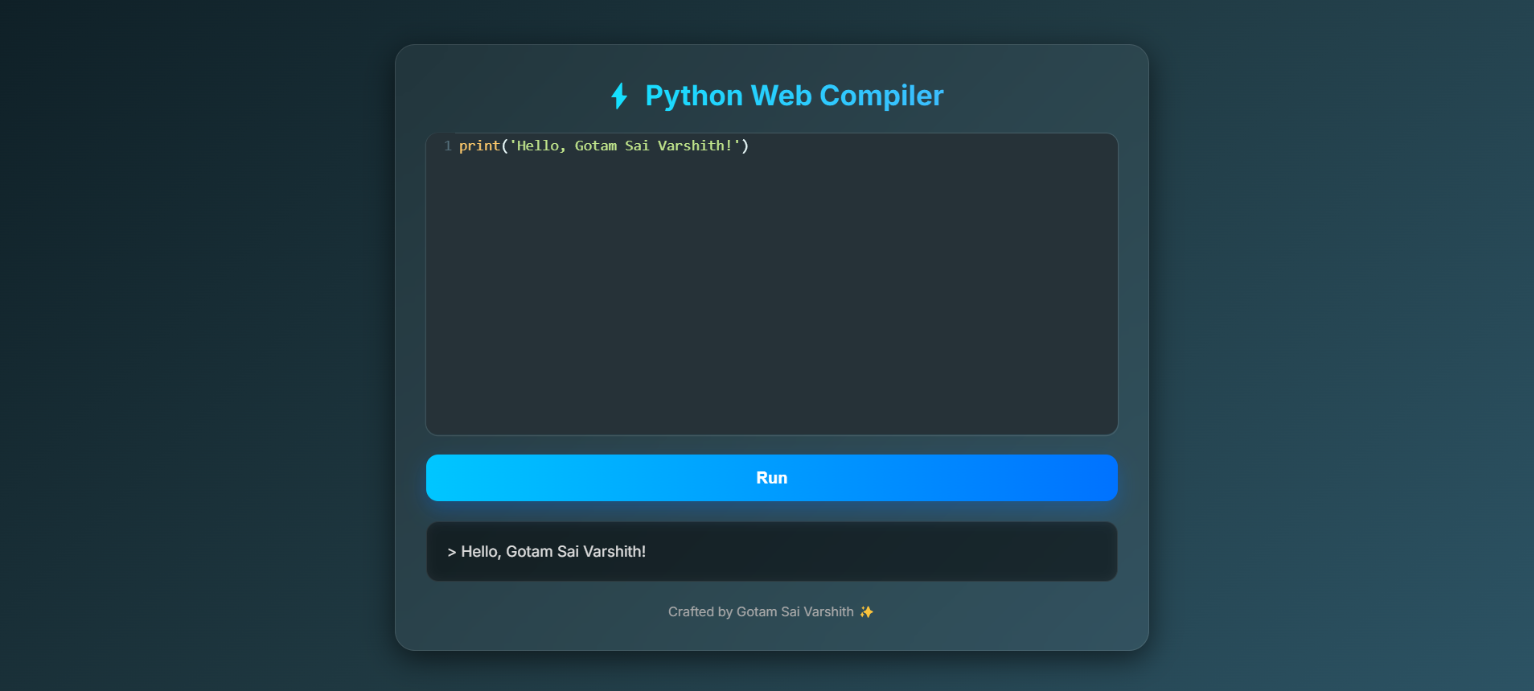 ⚡ Python Web Compiler
1 print('Hello, Gotam Sai Varshith!')
Run
> Hello, Gotam Sai Varshith!
Crafted by Gotam Sai Varshith ✨